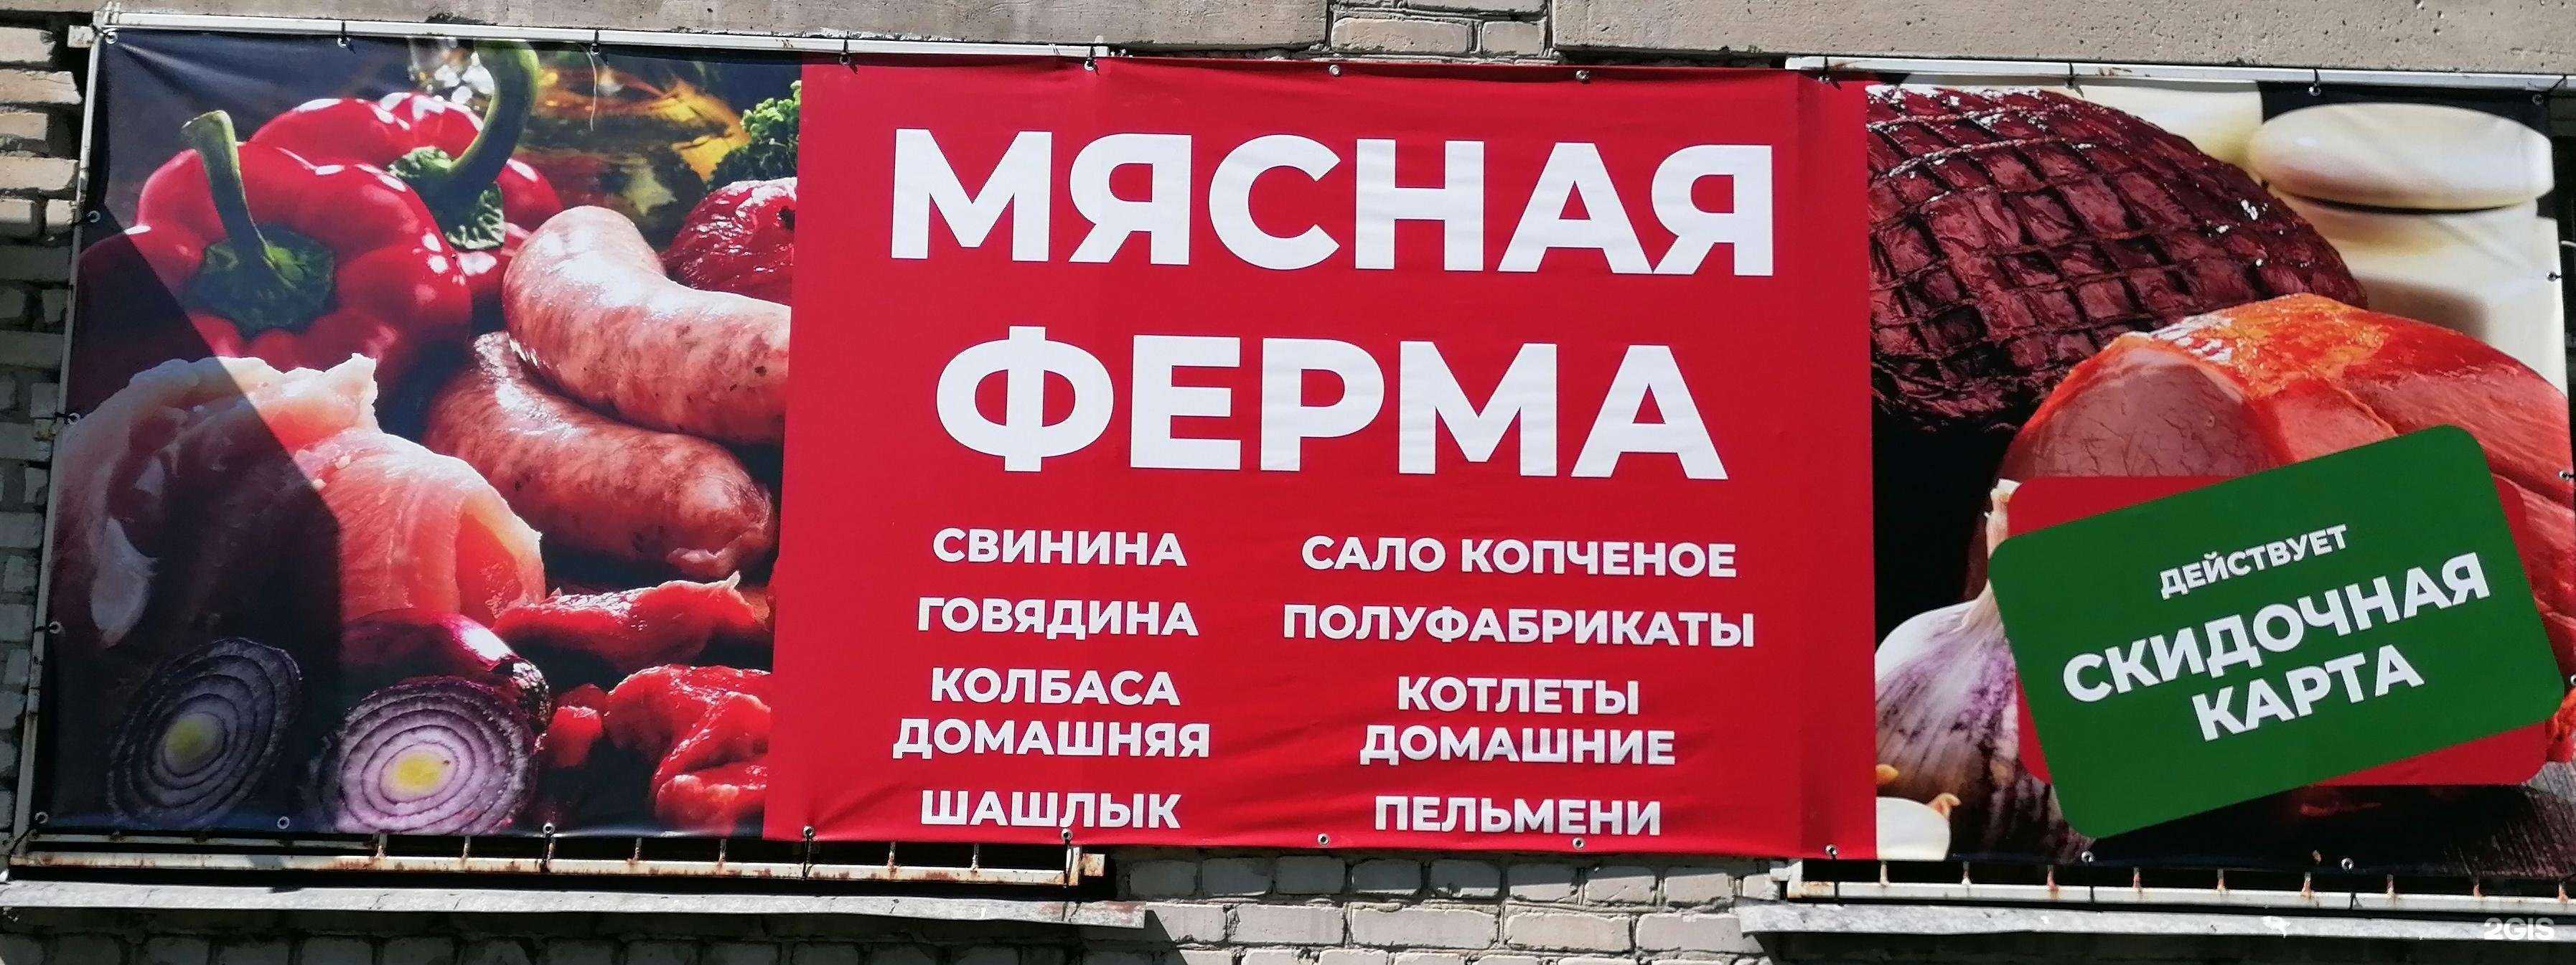 МЯСНАЯ
ФЕРМА
СВИНИНА
ГОВЯДИНА
КОЛБАСА
ДОМАШНЯЯ
ШАШЛЫК
САЛО КОПЧЕНОЕ
ПОЛУФАБРИКАТЫ
КОТЛЕТЫ
ДОМАШНИЕ
ПЕЛЬМЕНИ
ДЕЙСТВУЕТ
СКИДОЧНАЯ
КАРТА
2GIS